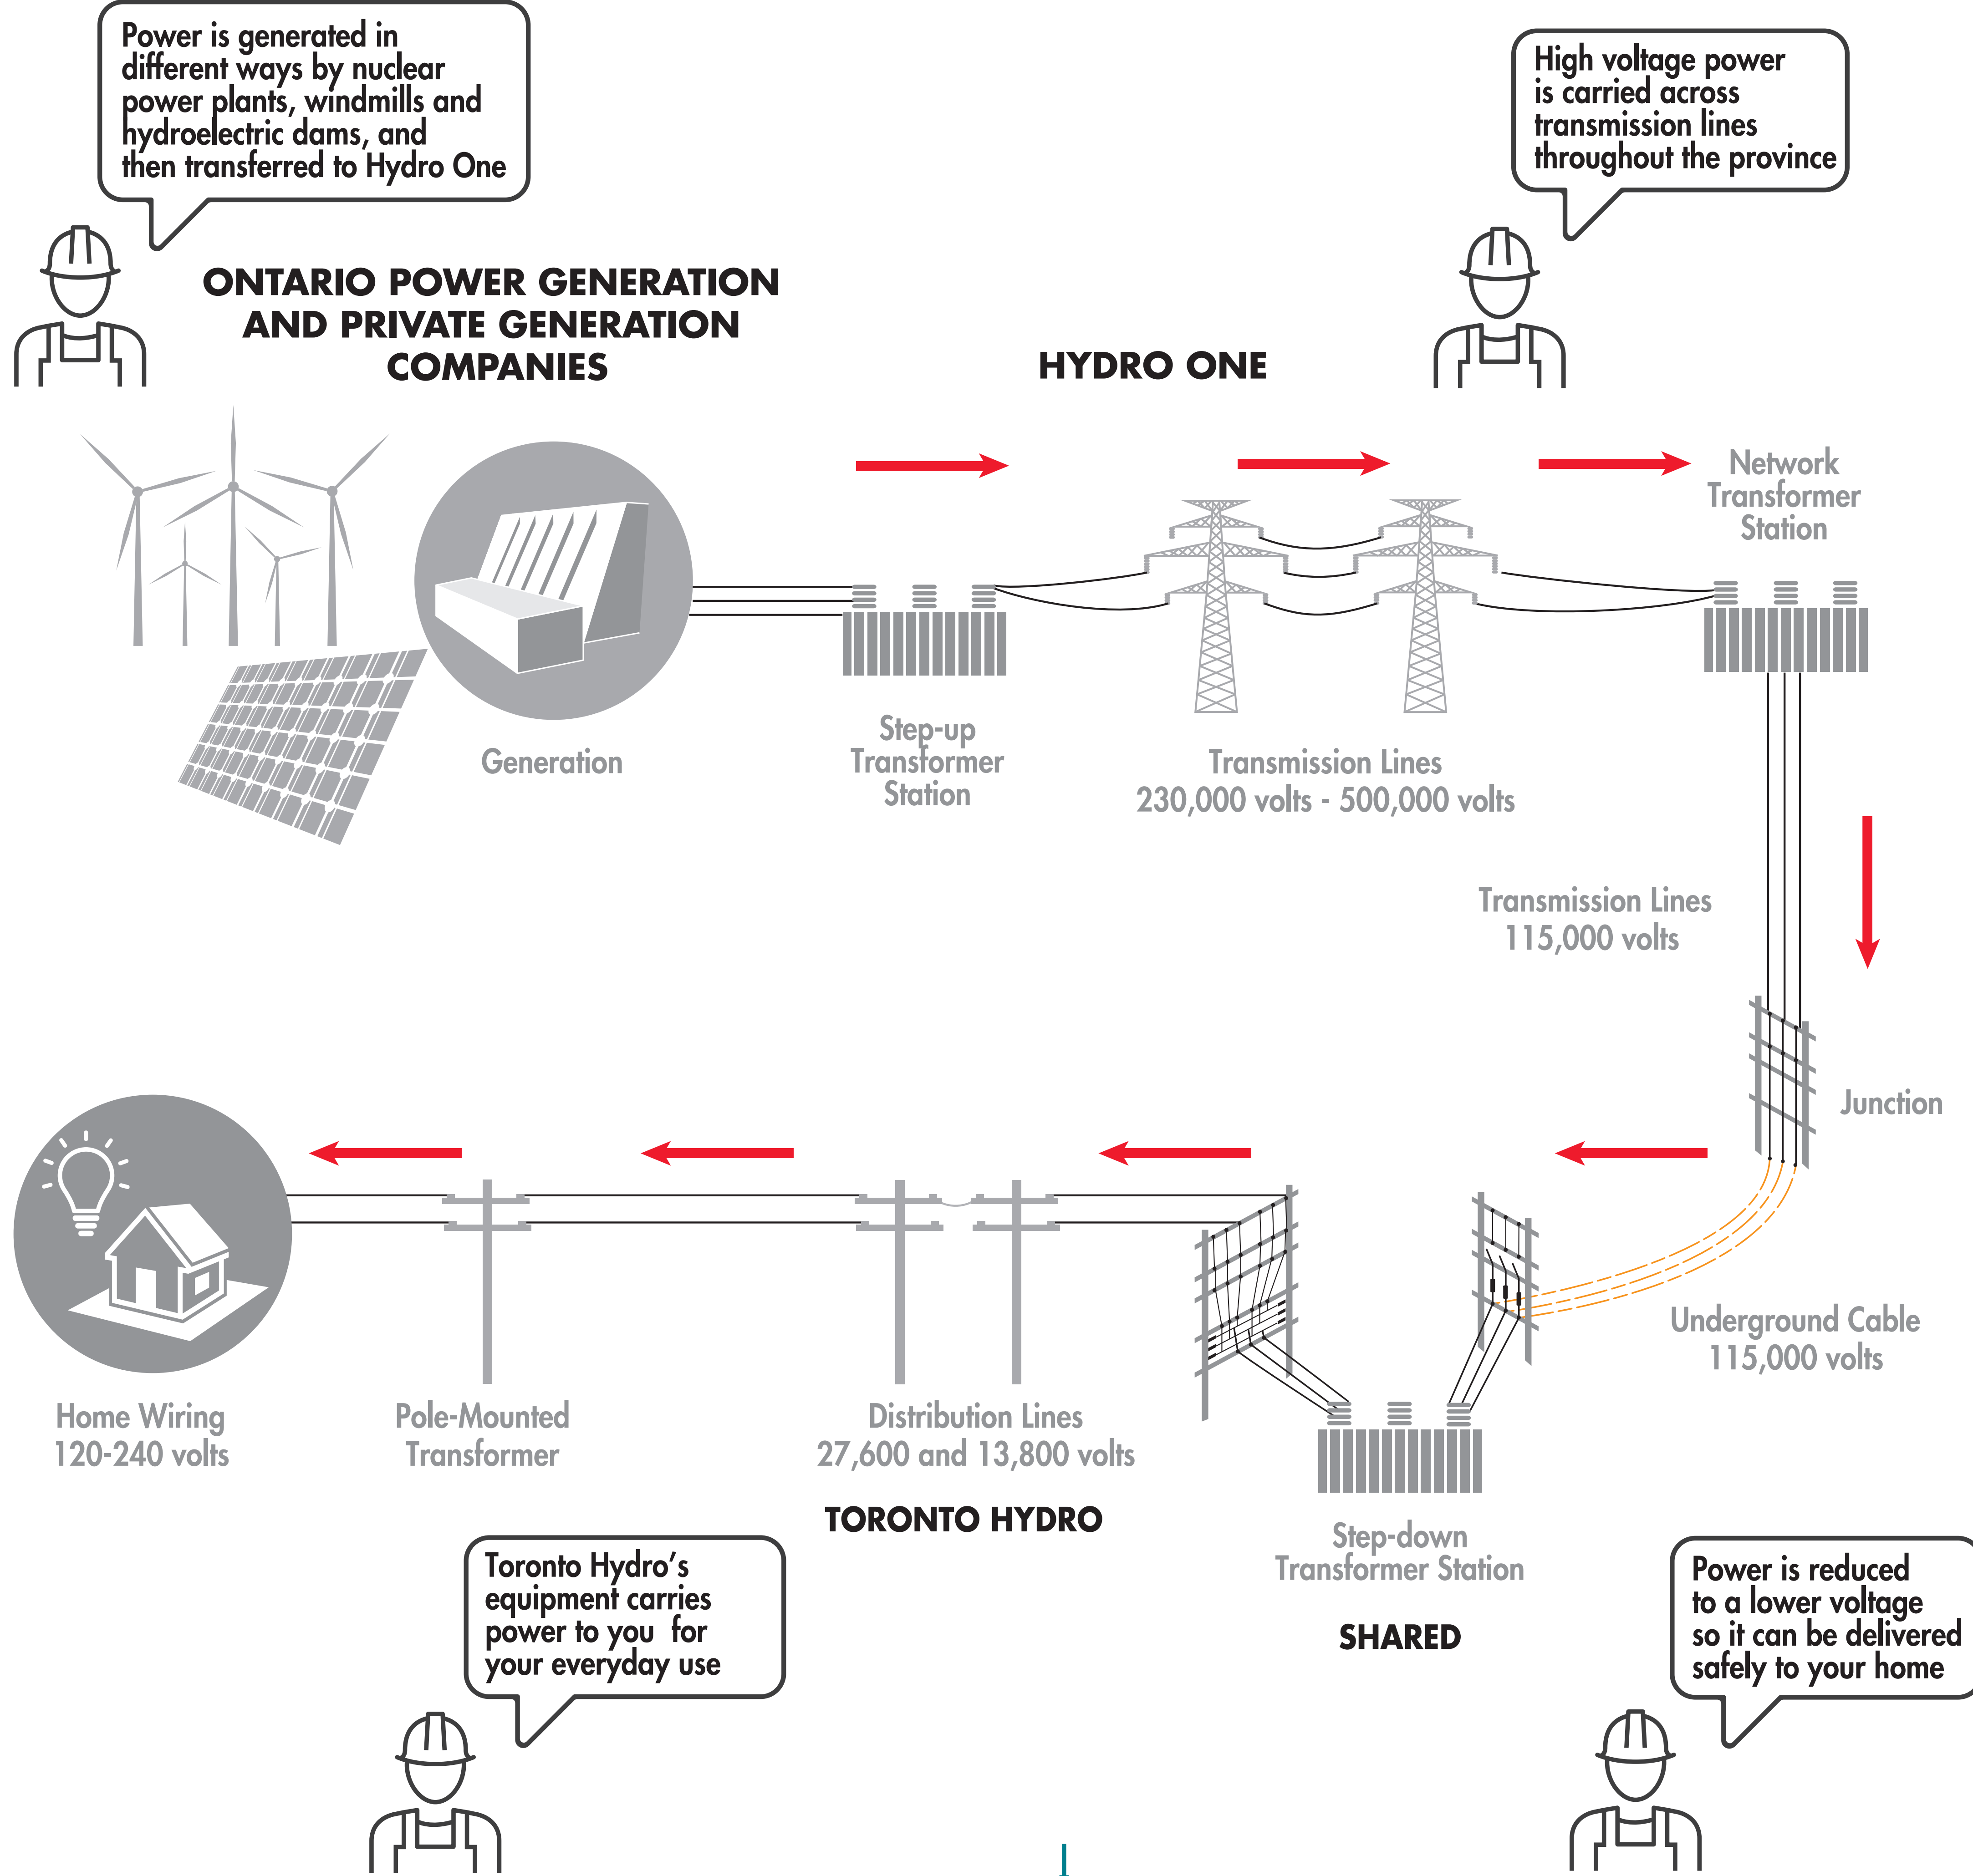 Power is generated in
different ways by nuclear
power plants, windmills and
hydroelectric dams, and
then transferred to Hydro One
High voltage power
is carried across
transmission lines
throughout the province
ONTARIO POWER GENERATION
AND PRIVATE GENERATION
COMPANIES
HYDRO ONE
Network
Transformer
Station
Generation
Step-up
Transformer
Station
Transmission Lines
230,000 volts - 500,000 volts
Transmission Lines
115,000 volts
Junction
Underground Cable
115,000 volts
Home Wiring
120-240 volts
Pole-Mounted
Transformer
Distribution Lines
27,600 and 13,800 volts
TORONTO HYDRO
Step-down
Transformer Station
SHARED
Toronto Hydro's
equipment carries
power to you  for
your everyday use
Power is reduced
to a lower voltage
so it can be delivered
safely to your home